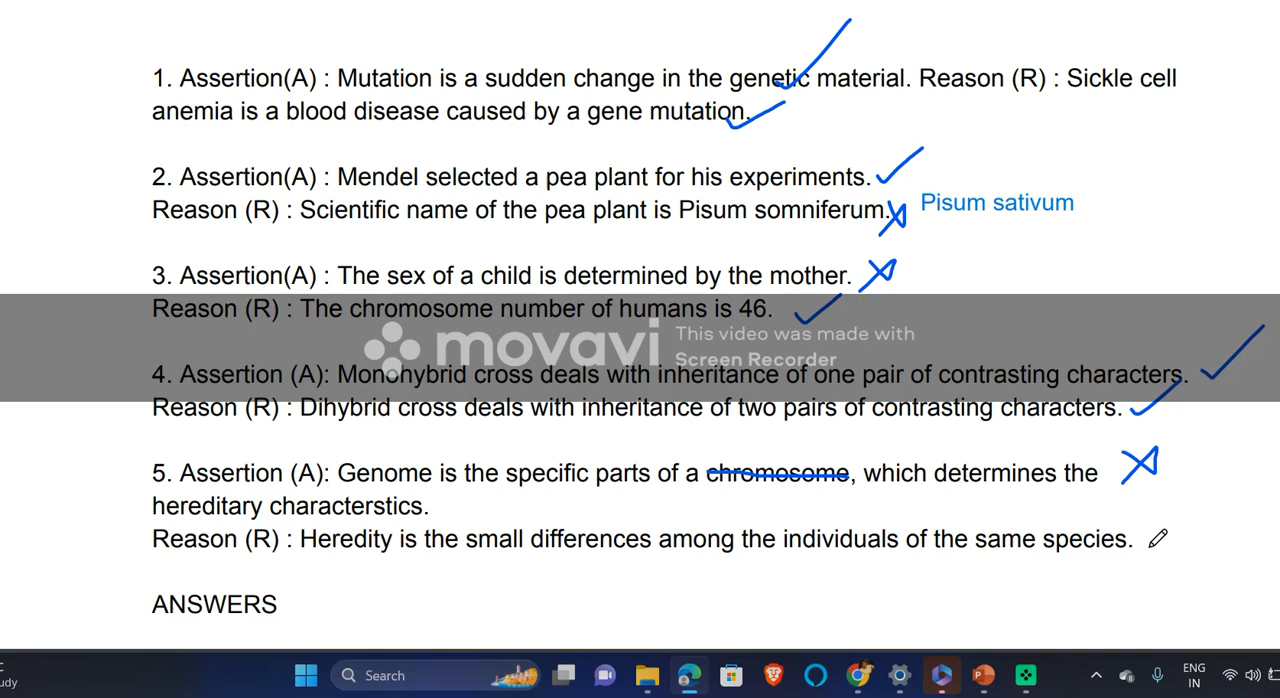 1. Assertion(A) : Mutation is a sudden change in the genetic material. Reason (R) : Sickle cell
anemia is a blood disease caused by a gene mutation.
2. Assertion(A) : Mendel selected a pea plant for his experiments.
Reason (R) : Scientific name of the pea plant is Pisum somniferum.
Pisum sativum
3. Assertion(A) : The sex of a child is determined by the mother.
Reason (R) : The chromosome number of humans is 46.
movavi
This video was made with
Screen Recorder
4. Assertion (A): Monohybrid cross deals with inheritance of one pair of contrasting characters.
Reason (R) : Dihybrid cross deals with inheritance of two pairs of contrasting characters.
5. Assertion (A): Genome is the specific parts of a chromosome, which determines the
hereditary characterstics.
Reason (R) : Heredity is the small differences among the individuals of the same species.
ANSWERS
Search
ENG
IN